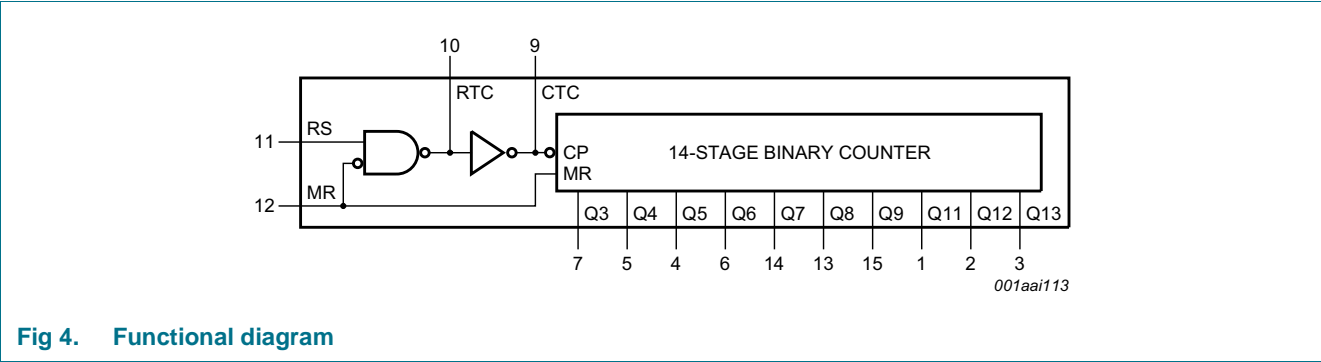 10 9
RTC CTC
11 RS
CP 14-STAGE BINARY COUNTER
MR
12 MR
Q3 Q4 Q5 Q6 Q7 Q8 Q9 Q11 Q12 Q13
7 5 4 6 14 13 15 1 2 3
001aai113
Fig 4. Functional diagram